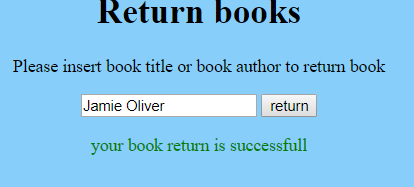 Return books
Please insert book title or book author to return book
Jamie Oliver return
your book return is successfull